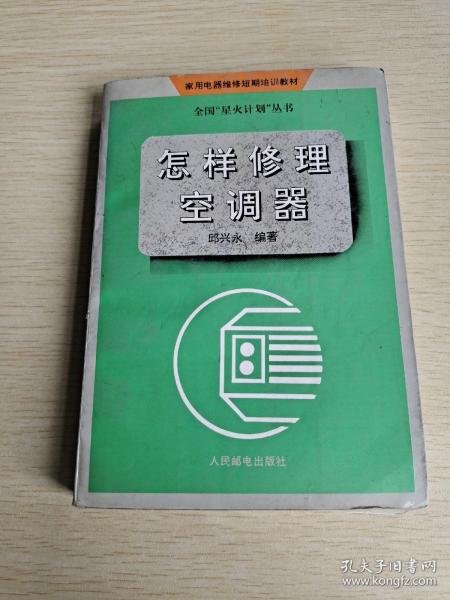 家用电器维修短期培训教材
全国“星火计划”丛书
怎样修理
空调器
邱兴永 编著
人民邮电出版社
孔夫子旧书网
www.kongfz.com